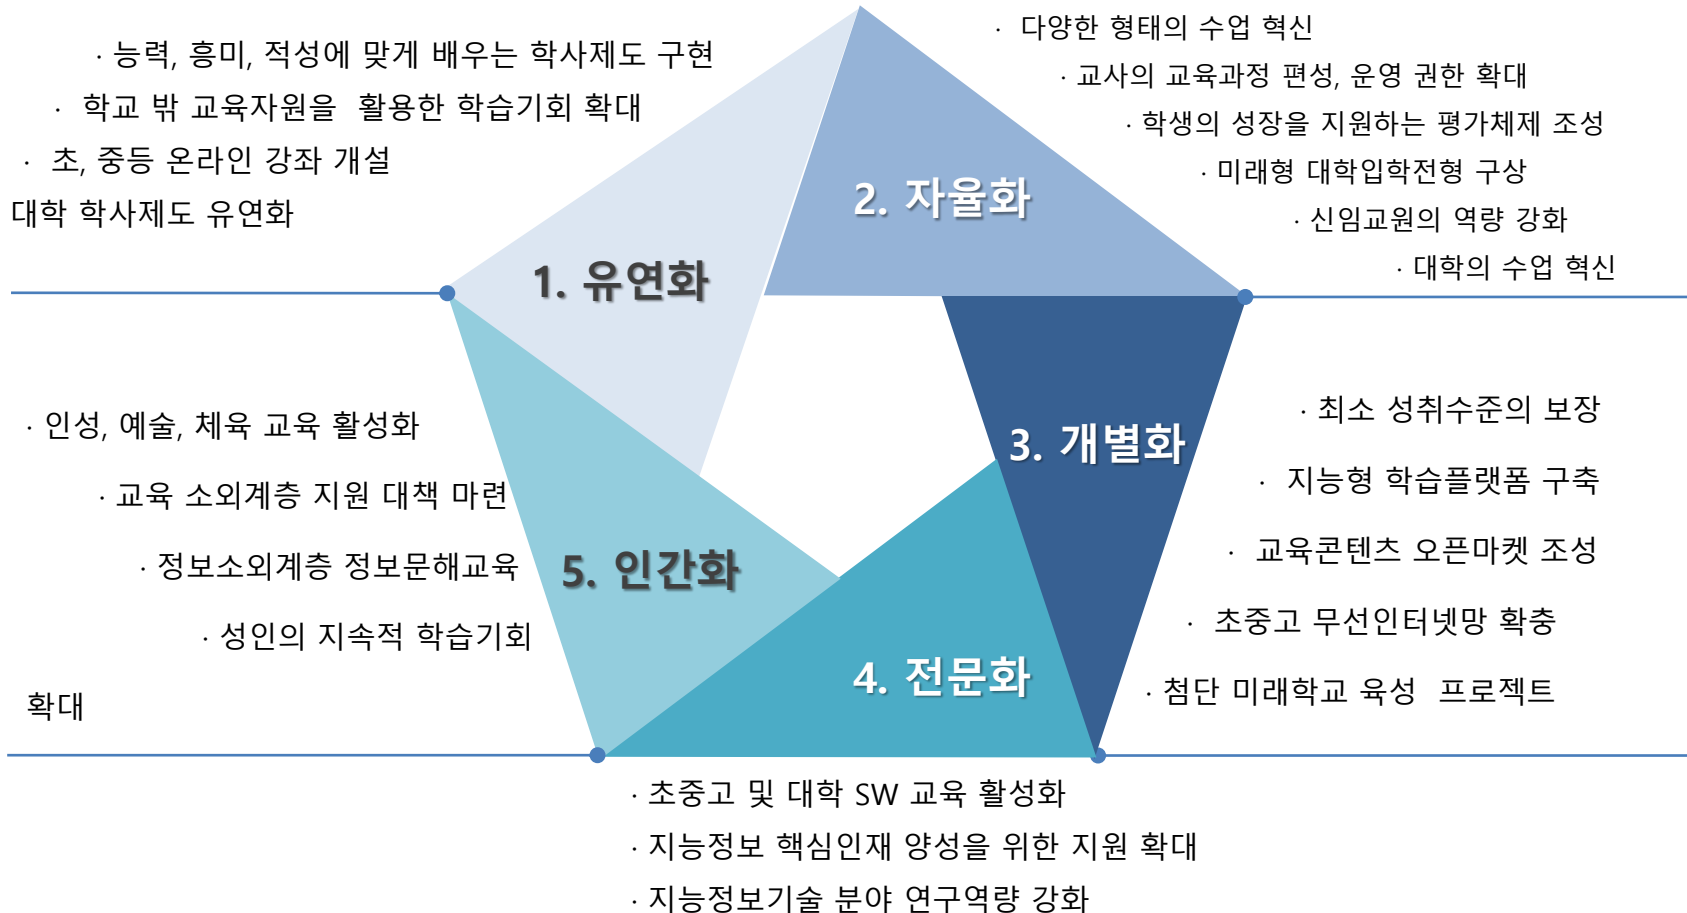 · 능력, 흥미, 적성에 맞게 배우는 학사제도 구현
· 학교 밖 교육자원을 활용한 학습기회 확대
· 초, 중등 온라인 강좌 개설
대학 학사제도 유연화
1. 유연화
· 다양한 형태의 수업 혁신
· 교사의 교육과정 편성, 운영 권한 확대
· 학생의 성장을 지원하는 평가체제 조성
· 미래형 대학입학전형 구상
· 신임교원의 역량 강화
· 대학의 수업 혁신
2. 자율화
· 최소 성취수준의 보장
· 지능형 학습플랫폼 구축
· 교육콘텐츠 오픈마켓 조성
· 초중고 무선인터넷망 확충
· 첨단 미래학교 육성 프로젝트
3. 개별화
4. 전문화
· 초중고 및 대학 SW 교육 활성화
· 지능정보 핵심인재 양성을 위한 지원 확대
· 지능정보기술 분야 연구역량 강화
5. 인간화
· 인성, 예술, 체육 교육 활성화
· 교육 소외계층 지원 대책 마련
· 정보소외계층 정보문해교육
· 성인의 지속적 학습기회
확대